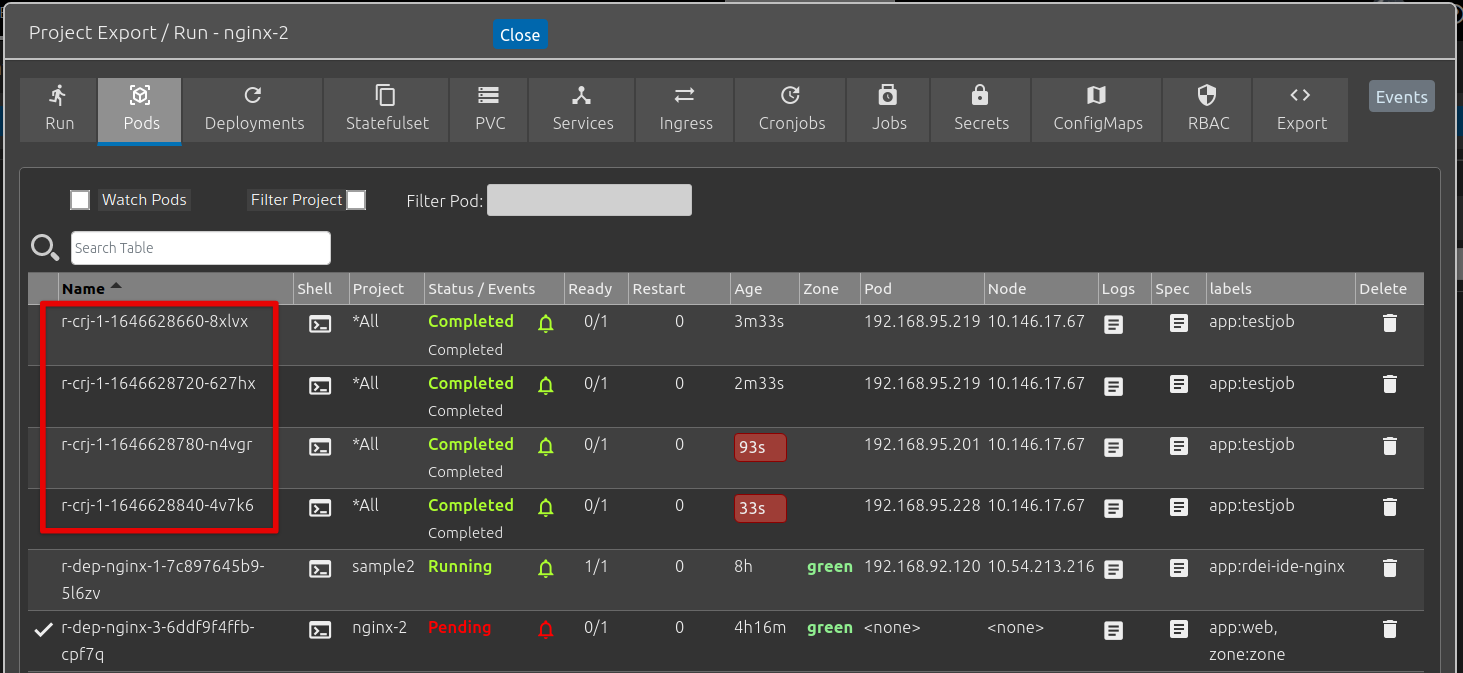 Project Export / Run - nginx-2 Close
Run Pods Deployments Statefulset PVC Services Ingress Cronjobs Jobs Secrets ConfigMaps RBAC Export Events
Watch Pods Filter Project Filter Pod:
Search Table
Name Shell Project Status / Events Ready Restart Age Zone Pod Node Logs Spec labels Delete
r-crj-1-1646628660-8xlvx *All Completed 0/1 0 3m33s 192.168.95.219 10.146.17.67 app:testjob
Completed
r-crj-1-1646628720-627hx *All Completed 0/1 0 2m33s 192.168.95.219 10.146.17.67 app:testjob
Completed
r-crj-1-1646628780-n4vgr *All Completed 0/1 0 93s 192.168.95.201 10.146.17.67 app:testjob
Completed
r-crj-1-1646628840-4v7k6 *All Completed 0/1 0 33s 192.168.95.228 10.146.17.67 app:testjob
Completed
r-dep-nginx-1-7c897645b9- sample2 Running 1/1 0 8h green 192.168.92.120 10.54.213.216 app:rdei-ide-nginx
5l6zv
r-dep-nginx-3-6ddf9f4ffb- nginx-2 Pending 0/1 0 4h16m green <none> <none> app:web,
cpf7q zone:zone